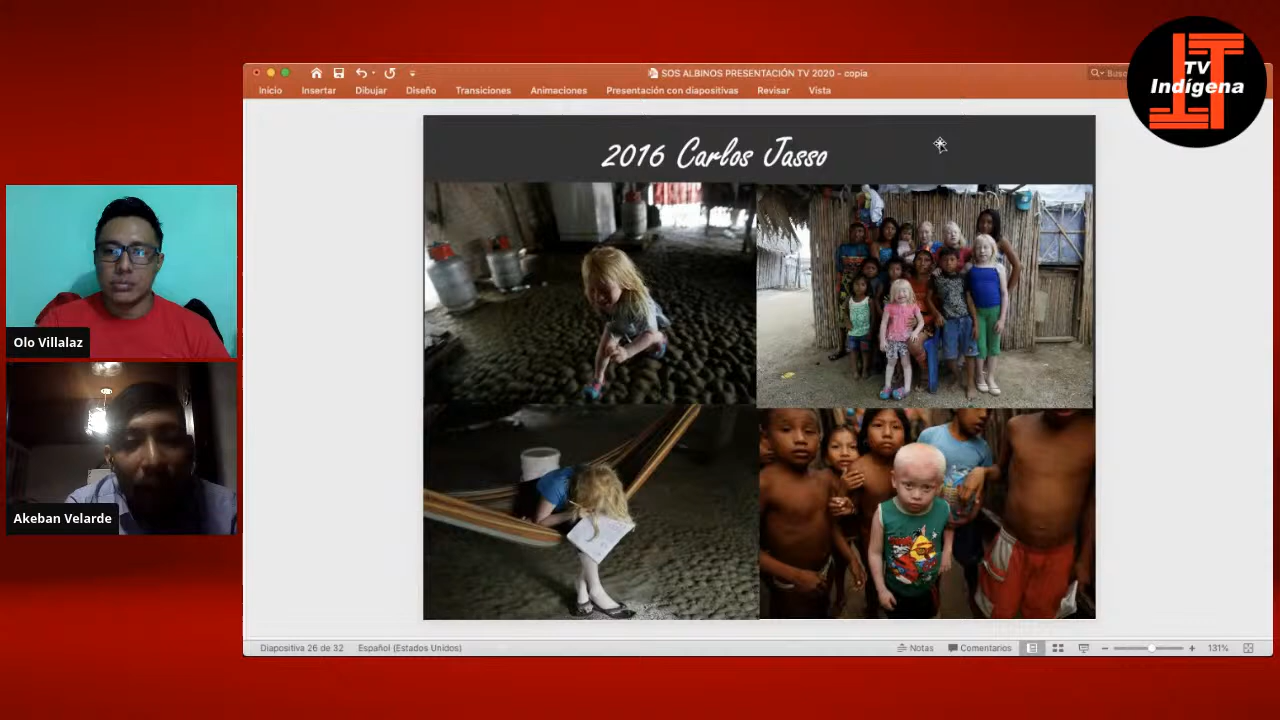 TV
Indígena
SOS ALBINOS PRESENTACIÓN TV 2020 - copia
Inicio Insertar Dibujar Diseño Transiciones Animaciones Presentación con diapositivas Revisar Vista
2016 Carlos Jasso
Olo Villalaz
Akeban Velarde
Diapositiva 26 de 32 Español (Estados Unidos) Notas Comentarios 131%